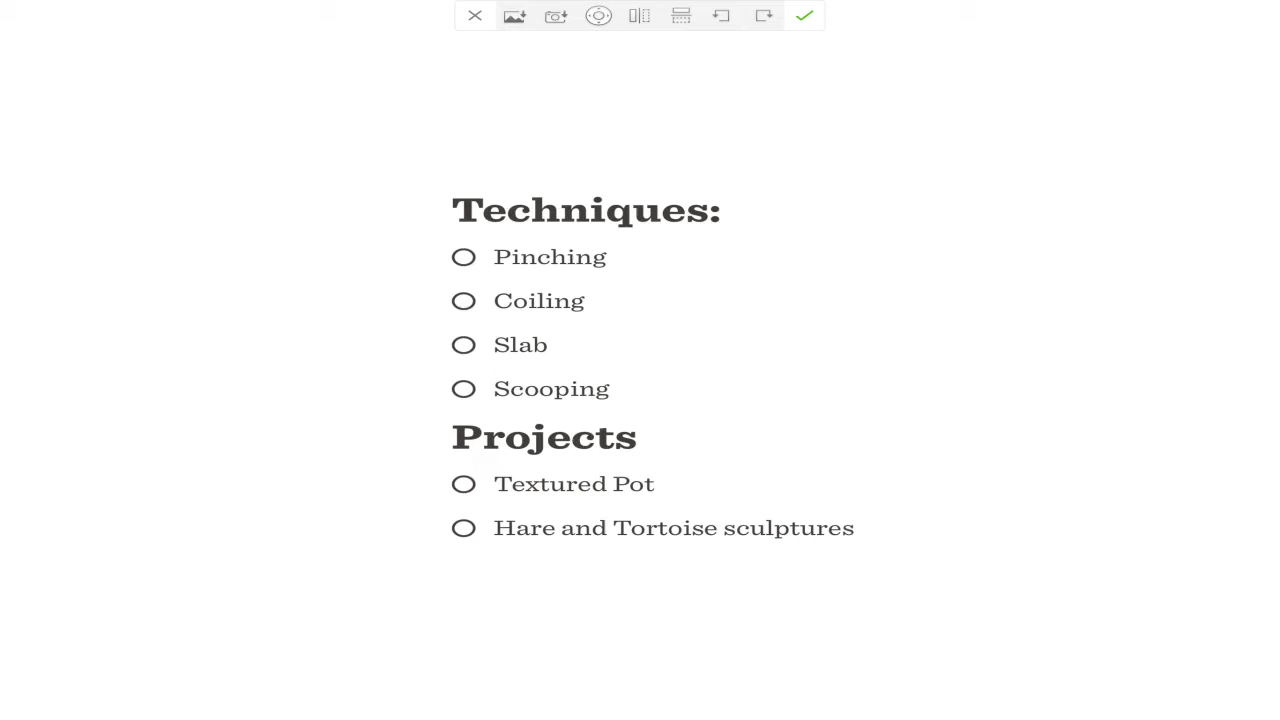 Techniques:
Pinching
Coiling
Slab
Scooping
Projects
Textured Pot
Hare and Tortoise sculptures